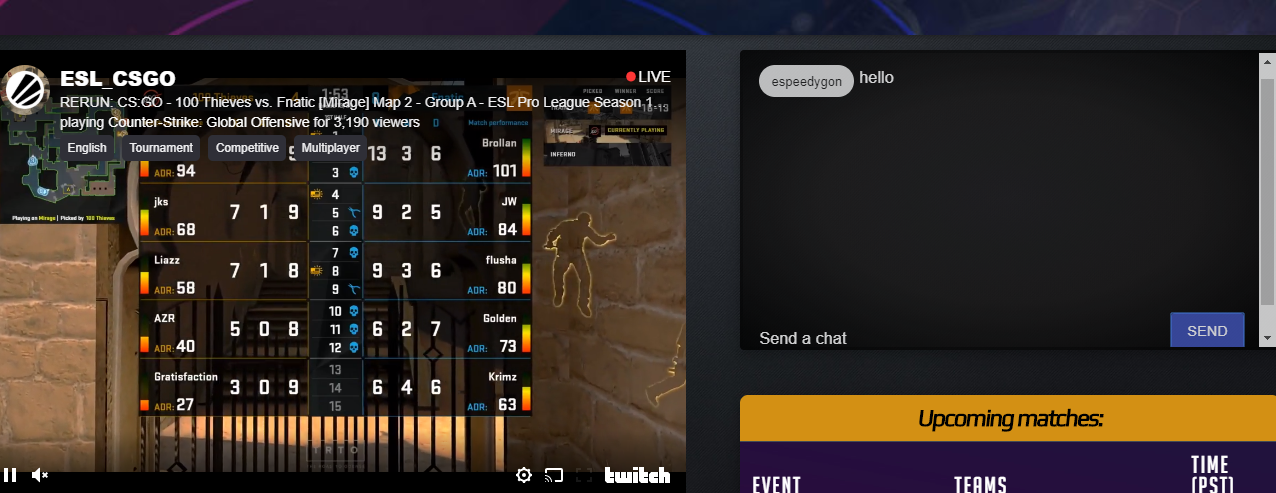 ESL_CSGO
LIVE
RERUN: CS:GO - 100 Thieves vs. Fnatic [Mirage] Map 2 - Group A - ESL Pro League Season 1
playing Counter-Strike: Global Offensive for 3,190 viewers
English Tournament Competitive Multiplayer
1:53
PICKED WINNER SCORE
16-13
MIRAGE CURRENTLY PLAYING
INFERNO
Match performance
Playing on Mirage | Picked by 100 Thieves
9 13 3 6 Brollan
ADR: 94 3 ADR: 101
jks 7 1 9 4 9 2 5 JW
5
ADR: 68 6 ADR: 84
Liazz 7 1 8 7 9 3 6 flusha
8
ADR: 58 9 ADR: 80
AZR 5 0 8 10 6 2 7 Golden
11
ADR: 40 12 ADR: 73
Gratisfaction 3 0 9 13 6 4 6 Krimz
14
ADR: 27 15 ADR: 63
TRTO
twitch
espeedygon hello
Send a chat
SEND
Upcoming matches:
EVENT TEAMS TIME
(PST)